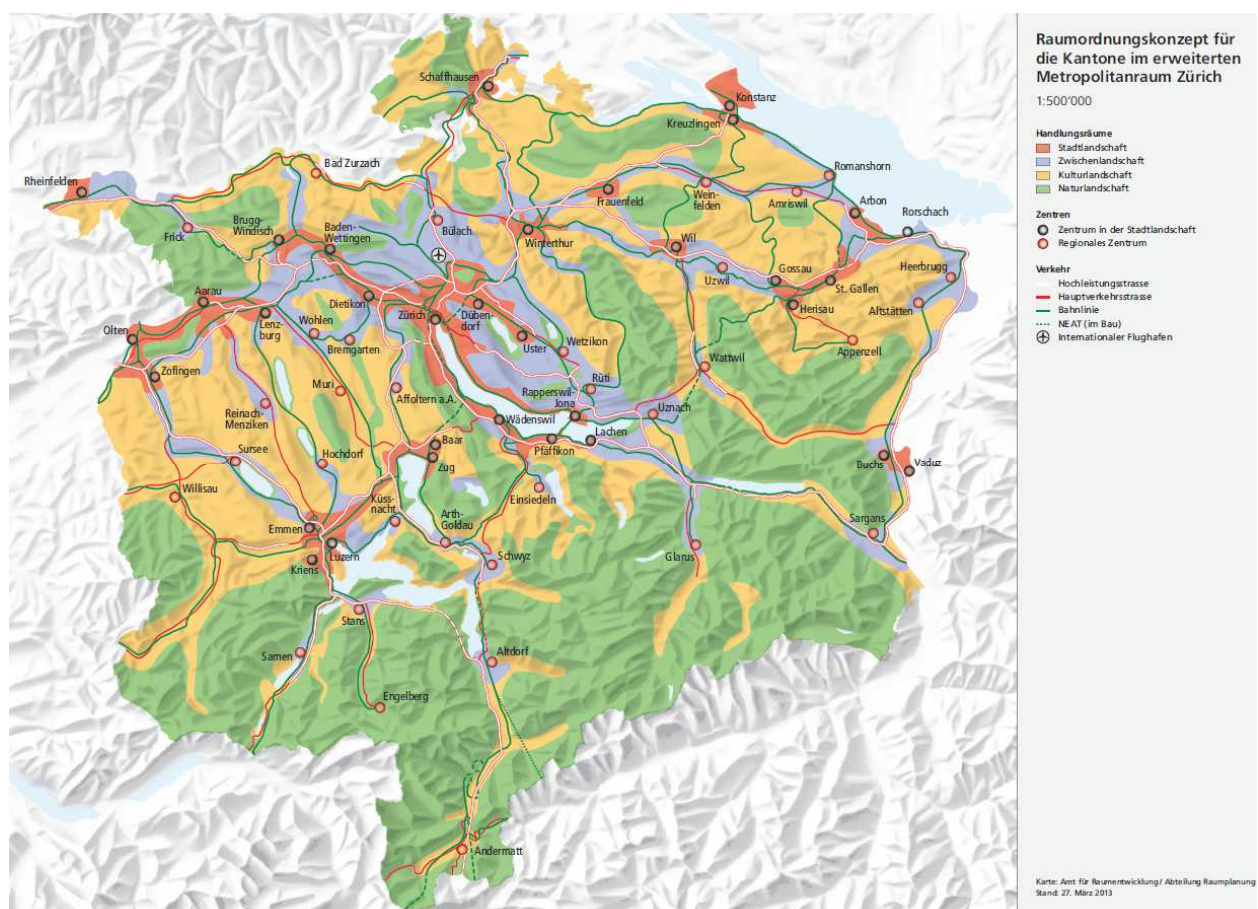 Raumordnungskonzept für
die Kantone im erweiterten
Metropolitanraum Zürich
1:500'000
Handlungsräume
Stadtlandschaft
Zwischenlandschaft
Kulturlandschaft
Naturlandschaft
Zentren
Zentrum in der Stadtlandschaft
Regionales Zentrum
Verkehr
Hochleistungsstrasse
Hauptverkehrsstrasse
Bahnlinie
NEAT (im Bau)
Internationaler Flughafen
Karte: Amt für Raumentwicklung / Abteilung Raumplanung
Stand: 27. März 2013
Schaffhausen
Konstanz
Kreuzlingen
Bad Zurzach
Rheinfelden
Romanshorn
Frauenfeld
Wein-
felden
Amriswil
Arbon
Rorschach
Frick
Brugg-
Windisch
Baden-
Wettingen
Bülach
Winterthur
Wil
Uzwil
Gossau
St. Gallen
Heerbrugg
Herisau
Altstätten
Appenzell
Aarau
Olten
Lenz-
burg
Wohlen
Dietikon
Bremgarten
Zürich
Düben-
dorf
Uster
Wetzikon
Wattwil
Zofingen
Muri
Reinach-
Menziken
Affoltern a.A.
Rapperswil-
Jona
Rüti
Uznach
Wädenswil
Lachen
Pfäffikon
Sursee
Hochdorf
Baar
Zug
Willisau
Einsiedeln
Buchs
Vaduz
Küss-
nacht
Arth-
Goldau
Emmen
Luzern
Kriens
Schwyz
Glarus
Sargans
Stans
Sarnen
Altdorf
Engelberg
Andermatt